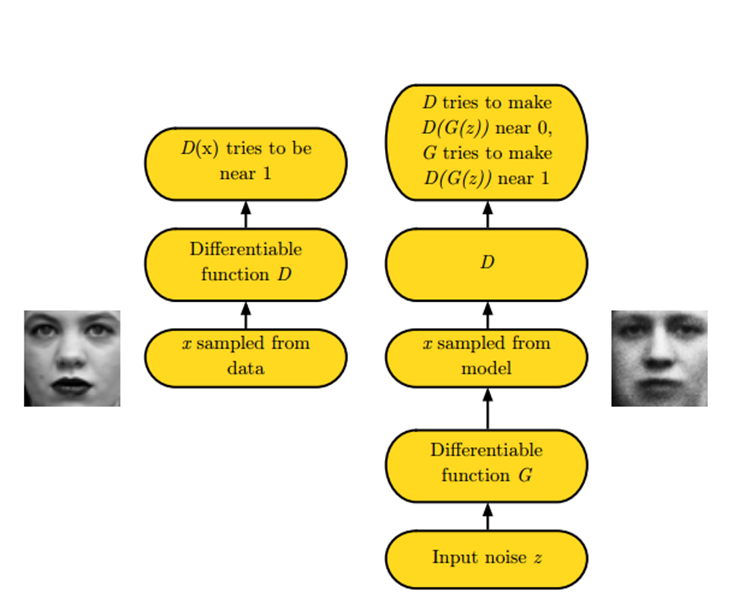 D(x) tries to be
near 1
Differentiable
function D
x sampled from
data
D tries to make
D(G(z)) near 0,
G tries to make
D(G(z)) near 1
D
x sampled from
model
Differentiable
function G
Input noise z